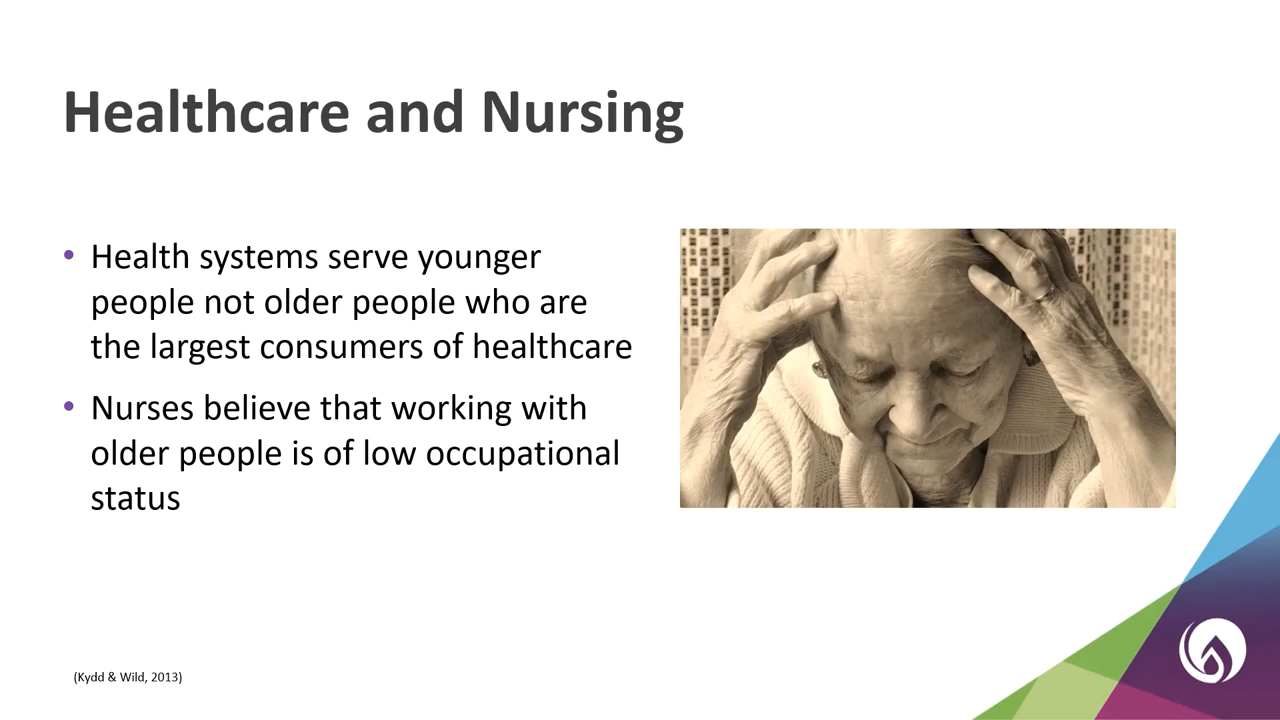 Healthcare and Nursing
• Health systems serve younger
people not older people who are
the largest consumers of healthcare
• Nurses believe that working with
older people is of low occupational
status
(Kydd & Wild, 2013)